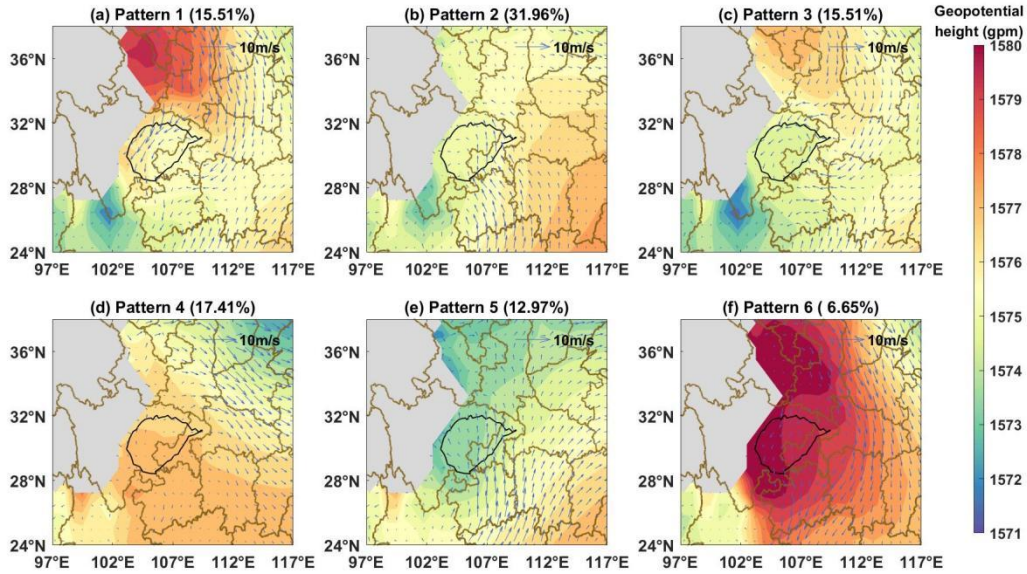 (a) Pattern 1 (15.51%)
(b) Pattern 2 (31.96%)
(c) Pattern 3 (15.51%)
Geopotential
height (gpm)
10m/s
10m/s
10m/s
36°N
32°N
28°N
24°N
97°E 102°E 107°E 112°E 117°E
36°N
32°N
28°N
24°N
97°E 102°E 107°E 112°E 117°E
36°N
32°N
28°N
24°N
97°E 102°E 107°E 112°E 117°E
(d) Pattern 4 (17.41%)
(e) Pattern 5 (12.97%)
(f) Pattern 6 ( 6.65%)
10m/s
10m/s
10m/s
36°N
32°N
28°N
24°N
97°E 102°E 107°E 112°E 117°E
36°N
32°N
28°N
24°N
97°E 102°E 107°E 112°E 117°E
36°N
32°N
28°N
24°N
97°E 102°E 107°E 112°E 117°E
1580
1579
1578
1577
1576
1575
1574
1573
1572
1571